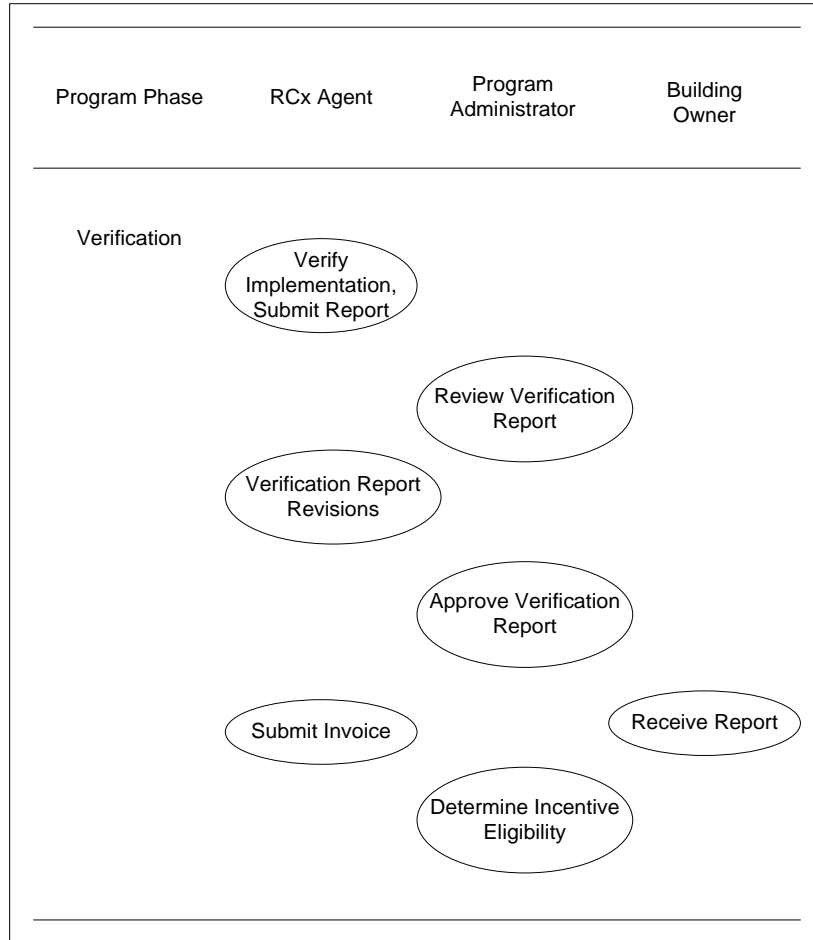 Program Phase
RCx Agent
Program
Administrator
Building
Owner
Verification
Verify
Implementation,
Submit Report
Review Verification
Report
Verification Report
Revisions
Approve Verification
Report
Submit Invoice
Receive Report
Determine Incentive
Eligibility